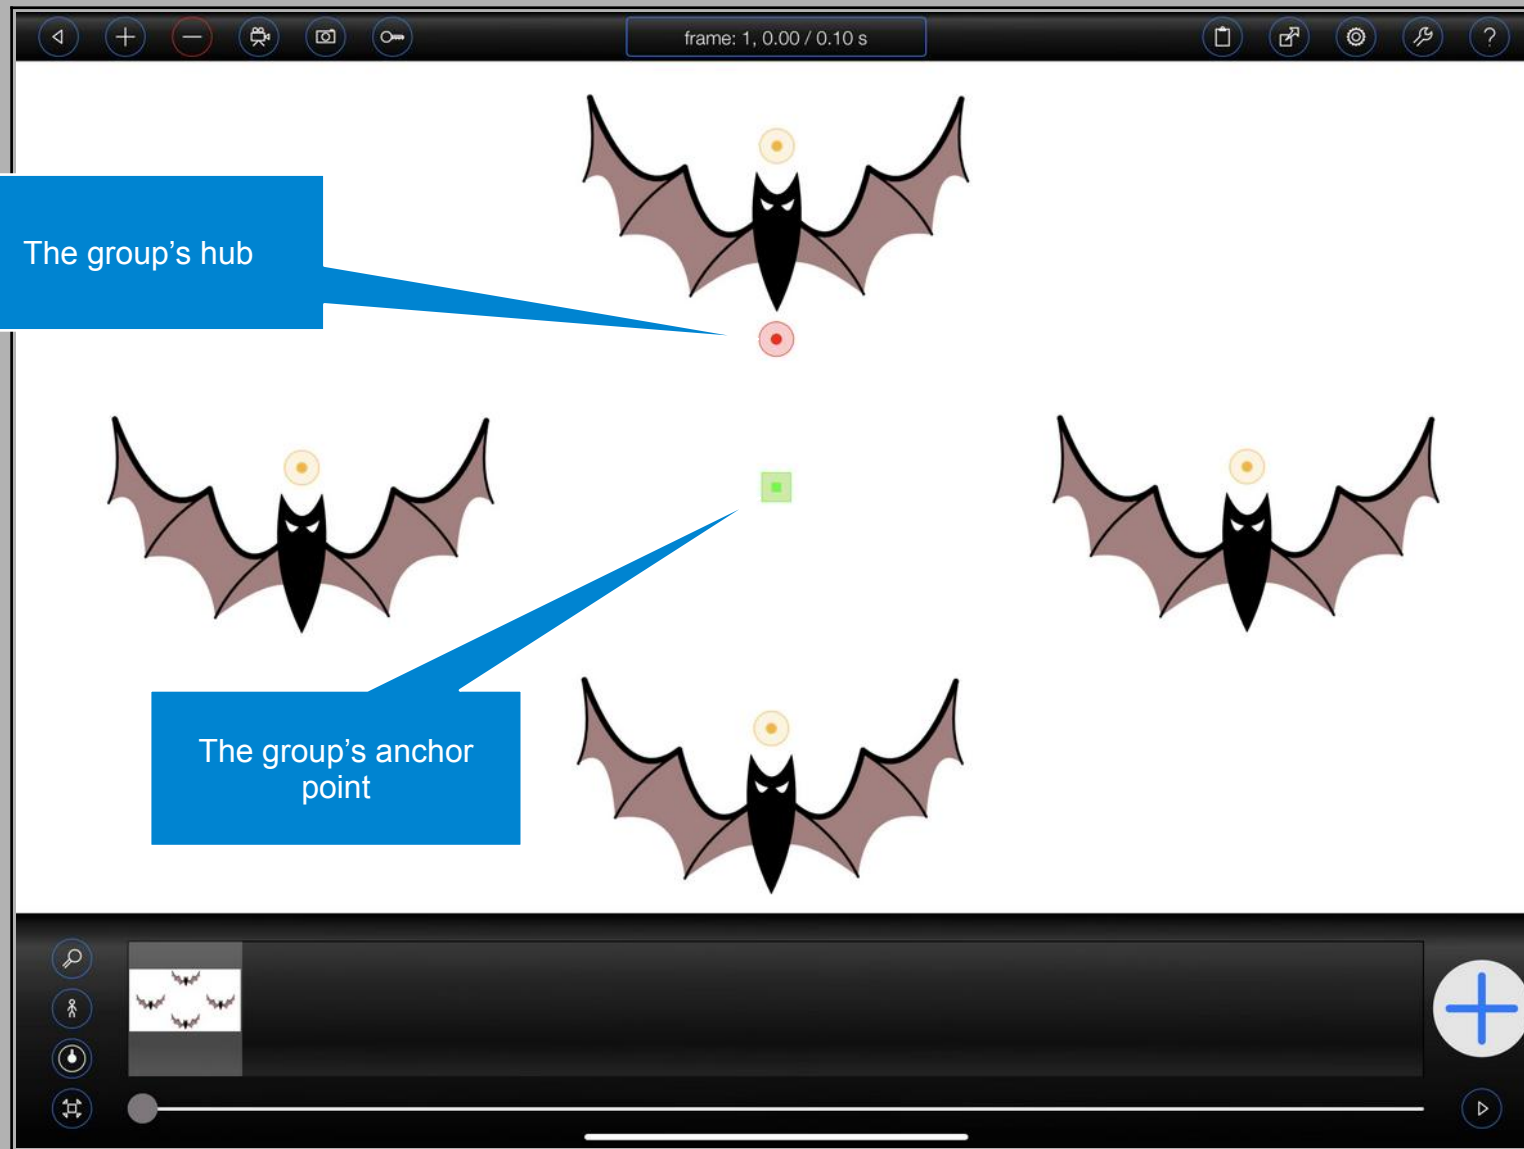 frame: 1, 0.00 / 0.10 s
?
The group’s hub
The group’s anchor
point